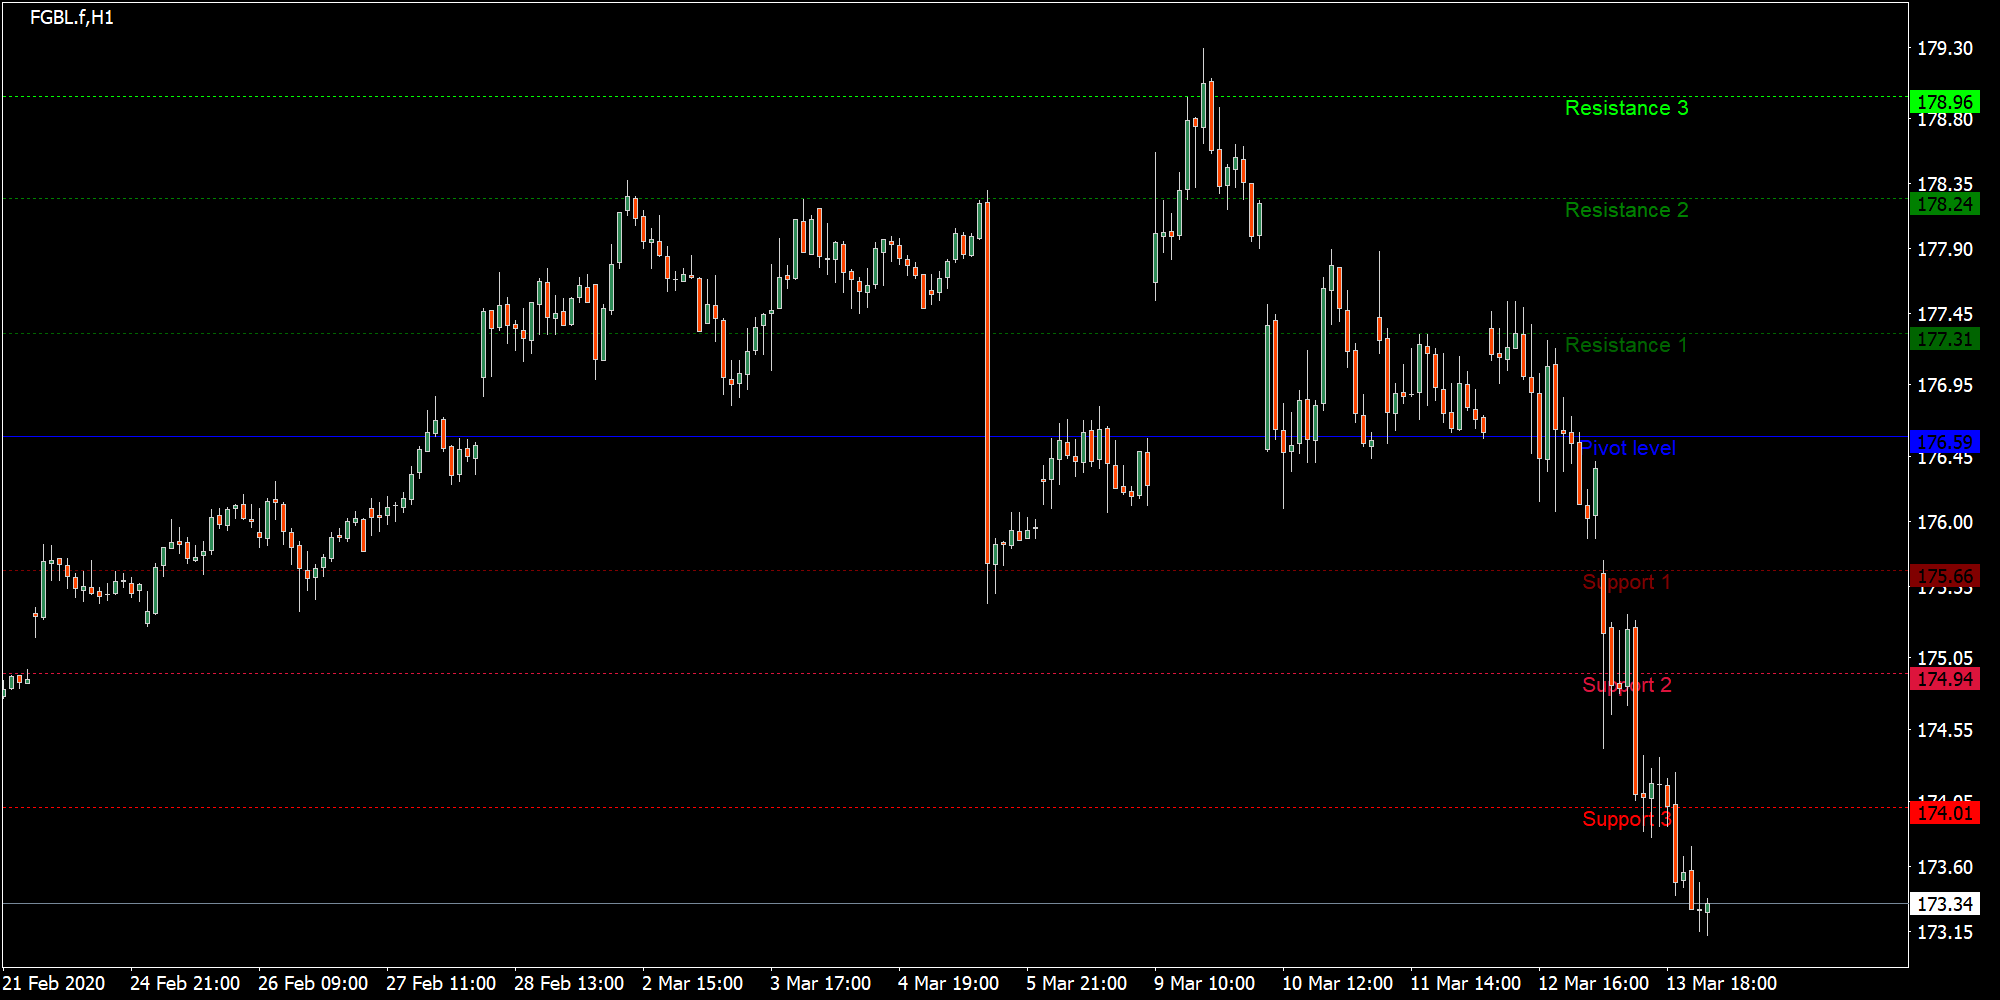 FGBL.f,H1
179.30
178.96
Resistance 3
178.80
178.35
178.24
Resistance 2
177.90
177.45
177.31
Resistance 1
176.95
176.59
Pivot level
176.45
176.00
175.66
Support 1
175.55
175.05
174.94
Support 2
174.55
174.05
174.01
Support 3
173.60
173.34
173.15
21 Feb 2020 24 Feb 21:00 26 Feb 09:00 27 Feb 11:00 28 Feb 13:00 2 Mar 15:00 3 Mar 17:00 4 Mar 19:00 5 Mar 21:00 9 Mar 10:00 10 Mar 12:00 11 Mar 14:00 12 Mar 16:00 13 Mar 18:00